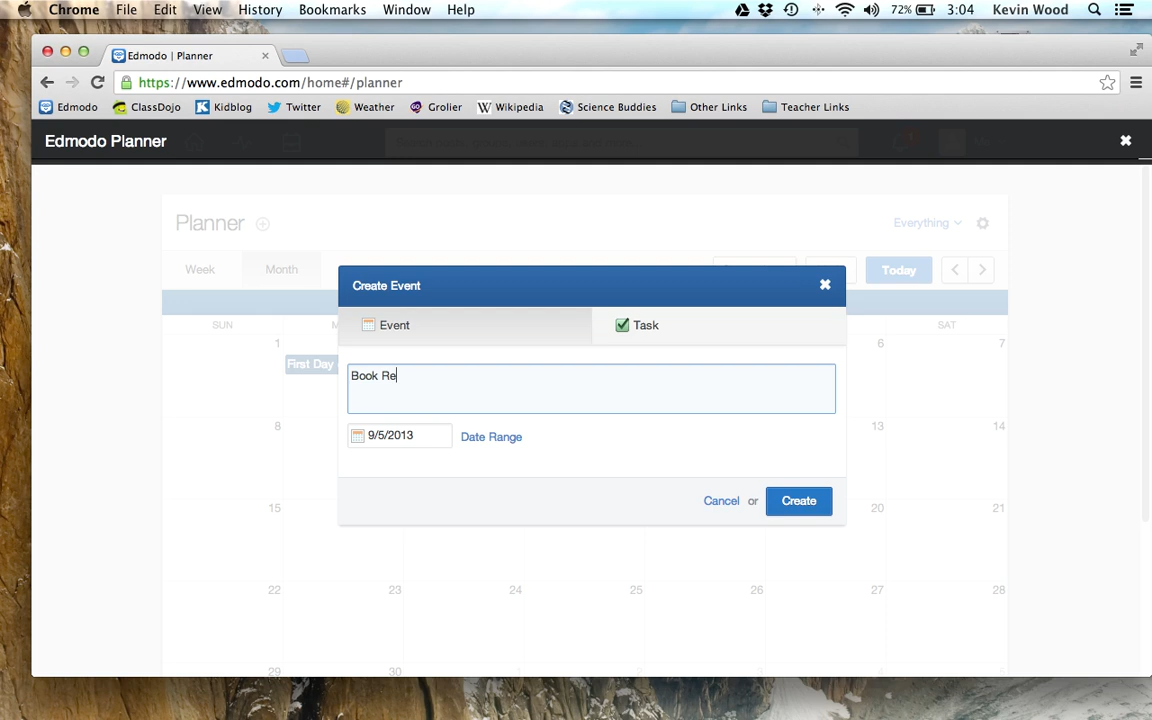 Chrome File Edit View History Bookmarks Window Help 72% 3:04 Kevin Wood
Edmodo | Planner
https://www.edmodo.com/home#/planner
Edmodo ClassDojo Kidblog Twitter Weather Grolier Wikipedia Science Buddies Other Links Teacher Links
Edmodo Planner
Planner Everything
Week Month Today
Create Event
Event Task
SUN SAT
1 6 7
First Day
Book Re
9/5/2013 Date Range
8 13 14
Cancel or Create
15 20 21
22 23 24 25 26 27 28
29 30